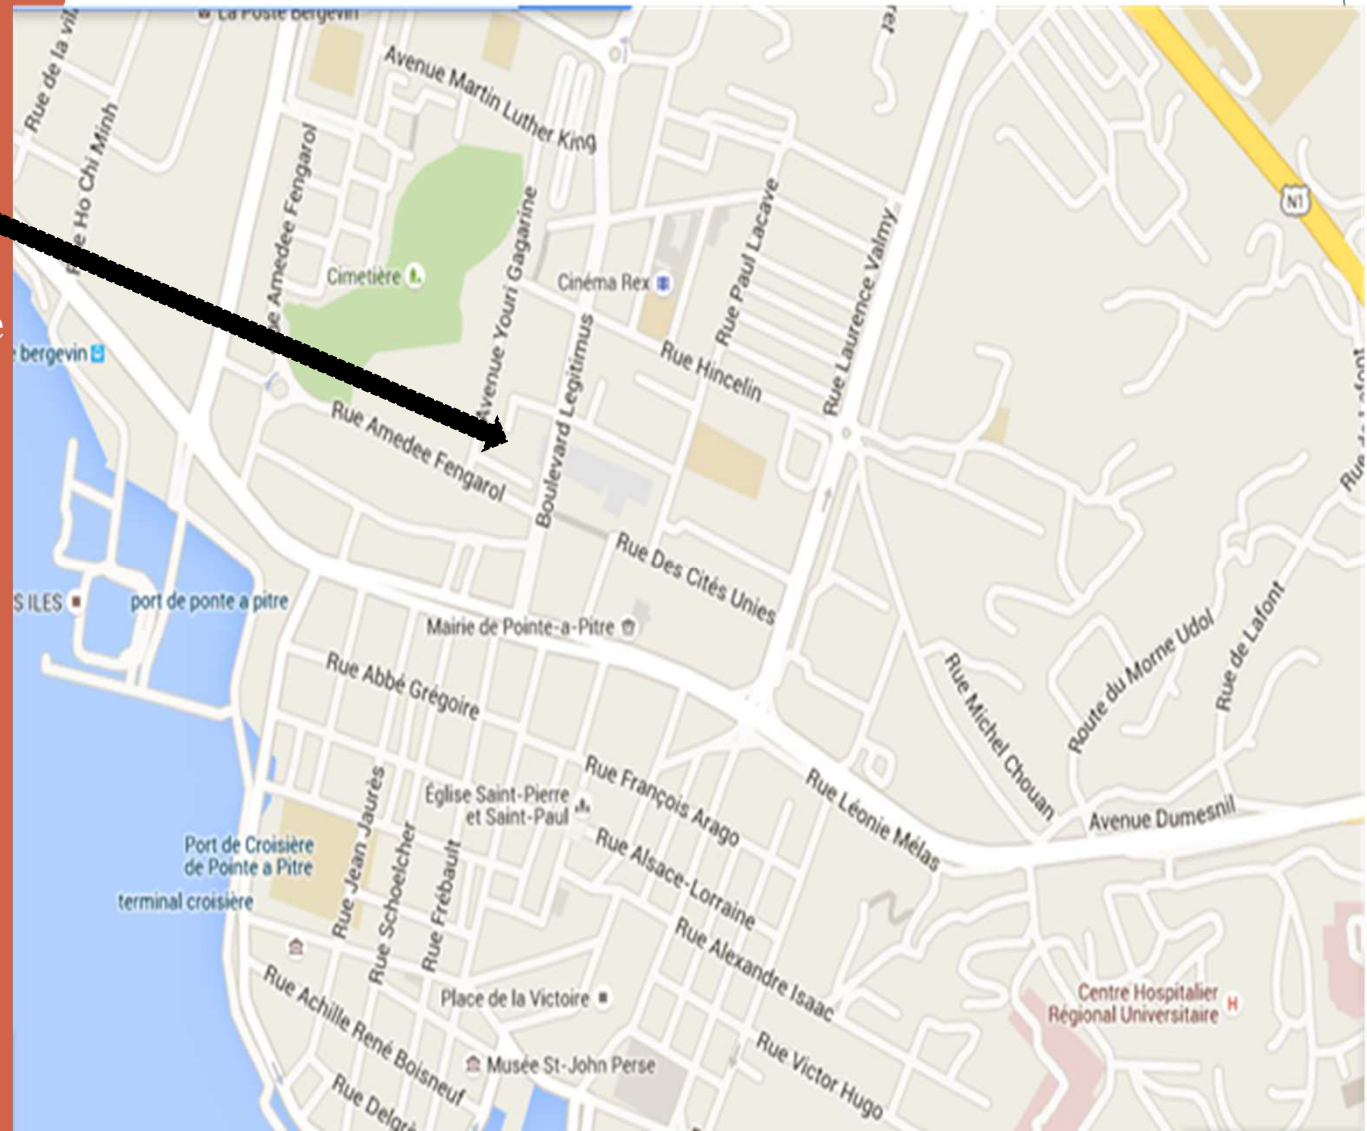 La Poste Bergevin
Rue de la vil
Avenue Martin Luther King
Ho Chi Minh
Amedee Fengarol
Avenue Youri Gagarine
Cimetière
Cinéma Rex
Rue Paul Lacave
Rue Laurence Valmy
N1
e
bergevin
Boulevard Legitimus
Rue Hincelin
Rue Amedee Fengarol
Rue Des Cités Unies
S ILES
port de ponte a pitre
Mairie de Pointe-a-Pitre
Rue Abbé Grégoire
Rue Michel Chouan
Route du Morne Udol
Rue de Lafont
Rue François Arago
Rue Léonie Mélas
Avenue Dumesnil
Église Saint-Pierre
et Saint-Paul
Rue Jean Jaurès
Rue Schoelcher
Rue Frébault
Port de Croisière
de Pointe a Pitre
terminal croisière
Rue Alsace-Lorraine
Rue Alexandre Isaac
Rue Achille René Boisneuf
Place de la Victoire
Centre Hospitalier
Régional Universitaire
H
Musée St-John Perse
Rue Victor Hugo
Rue Delgrè